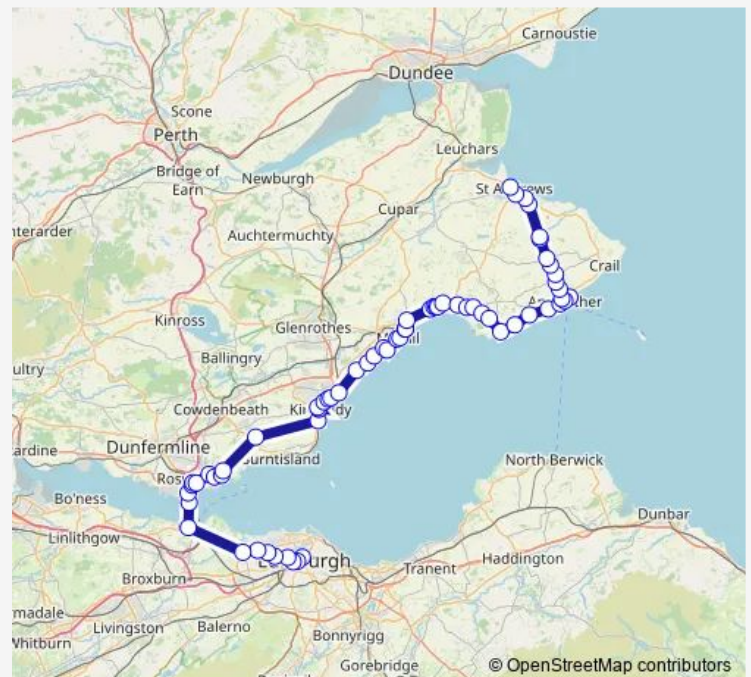 Carnoustie
Dundee
Scone
Perth
Leuchars
Bridge of
Earn
Newburgh
St Andrews
Cupar
nterarder
Auchtermuchty
Crail
Kinross
Glenrothes
Ballingry
ultry
Cowdenbeath
Dunfermline
ardine
Burntisland
North Berwick
Bo'ness
Dunbar
Linlithgow
Haddington
Broxburn
Tranent
rmadale
Livingston
Balerno
Whitburn
Bonnyrigg
Gorebridge
© OpenStreetMap contributors